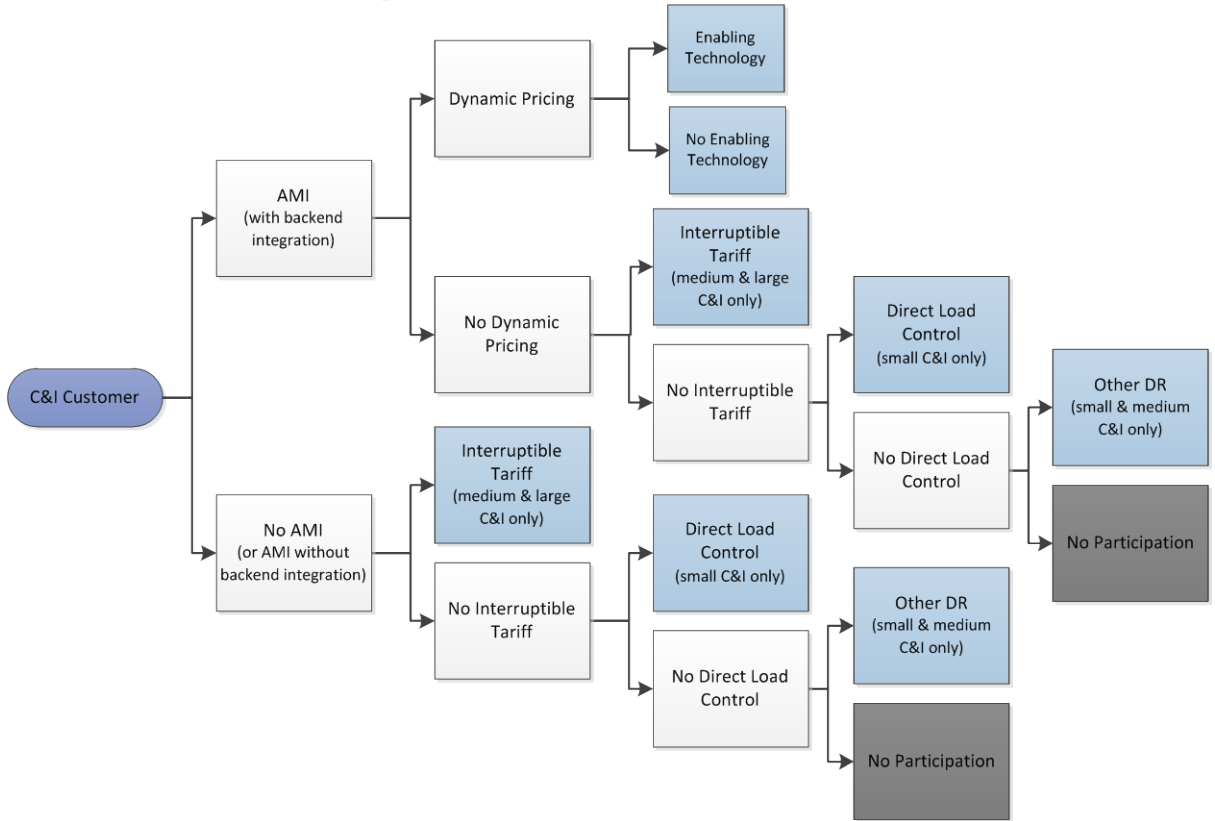 Enabling
Technology
Dynamic Pricing
No Enabling
Technology
AMI
(with backend
integration)
Interruptible
Tariff
(medium & large
C&I only)
No Dynamic
Pricing
Direct Load
Control
(small C&I only)
No Interruptible
Tariff
Other DR
(small & medium
C&I only)
C&I Customer
No Direct Load
Control
Interruptible
Tariff
(medium & large
C&I only)
No Participation
No AMI
(or AMI without
backend integration)
Direct Load
Control
(small C&I only)
No Interruptible
Tariff
Other DR
(small & medium
C&I only)
No Direct Load
Control
No Participation